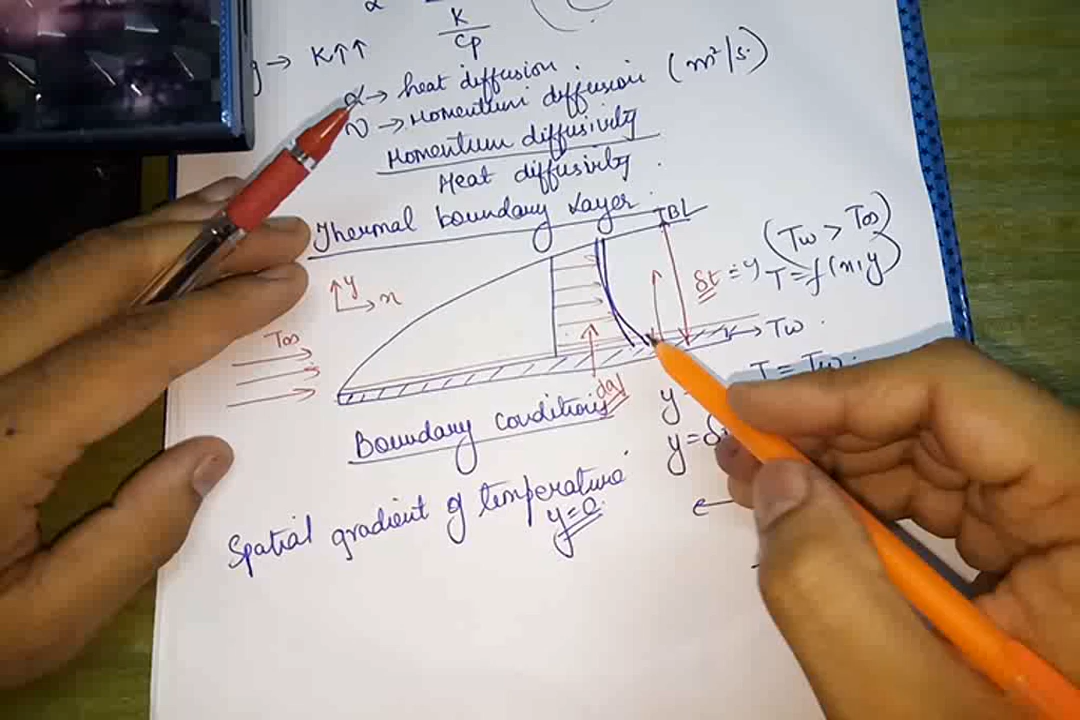 α
K
Cp
K↑↑
α → heat diffusion.
ν → Momentum diffusion (m²/s.)
Momentum diffusivity
Heat diffusivity.
Thermal boundary Layer.
TBL
(Tw > T∞)
T = f(x, y)
y
x
δt = y
T∞
Tw.
T = Tw.
y
y = δ
Boundary conditions
Spatial gradient of temperature
y = 0.